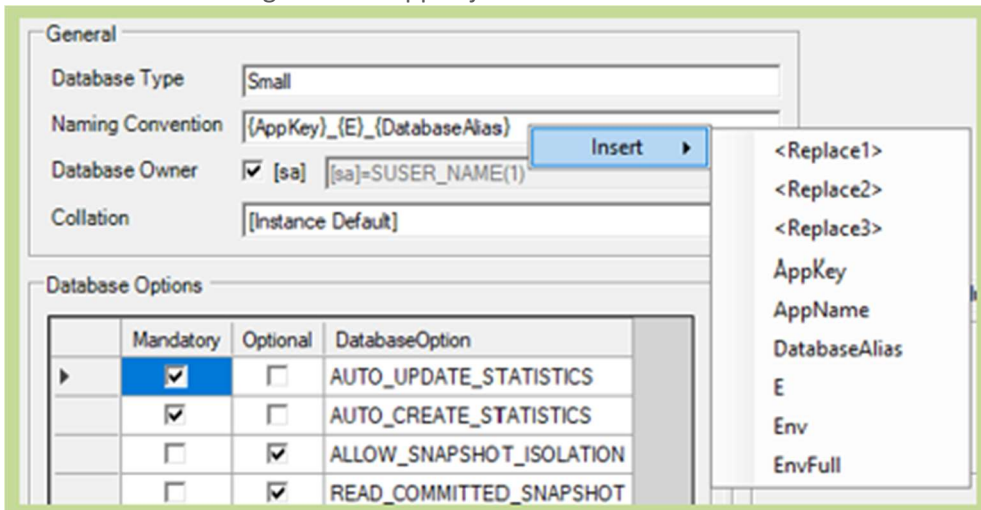 General
Database Type Small
Naming Convention {AppKey}_{E}_{DatabaseAlias}
Database Owner [sa] [sa]=SUSER_NAME(1)
Collation [Instance Default]
Insert
<Replace1>
<Replace2>
<Replace3>
AppKey
AppName
DatabaseAlias
E
Env
EnvFull
Database Options
Mandatory Optional DatabaseOption
AUTO_UPDATE_STATISTICS
AUTO_CREATE_STATISTICS
ALLOW_SNAPSHOT_ISOLATION
READ_COMMITTED_SNAPSHOT